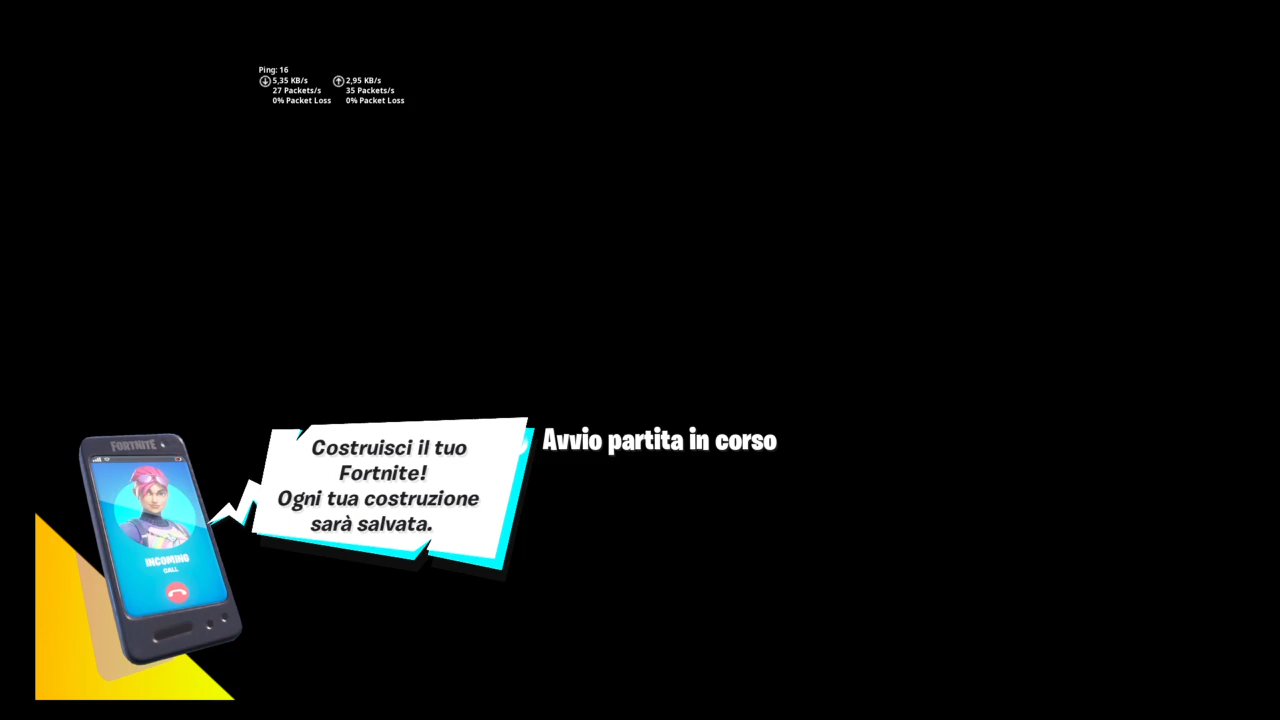 Ping: 16
5,35 KB/s 2,95 KB/s
27 Packets/s 35 Packets/s
0% Packet Loss 0% Packet Loss
Avvio partita in corso
Costruisci il tuo
Fortnite!
Ogni tua costruzione
sarà salvata.
FORTNITE
INCOMING
CALL